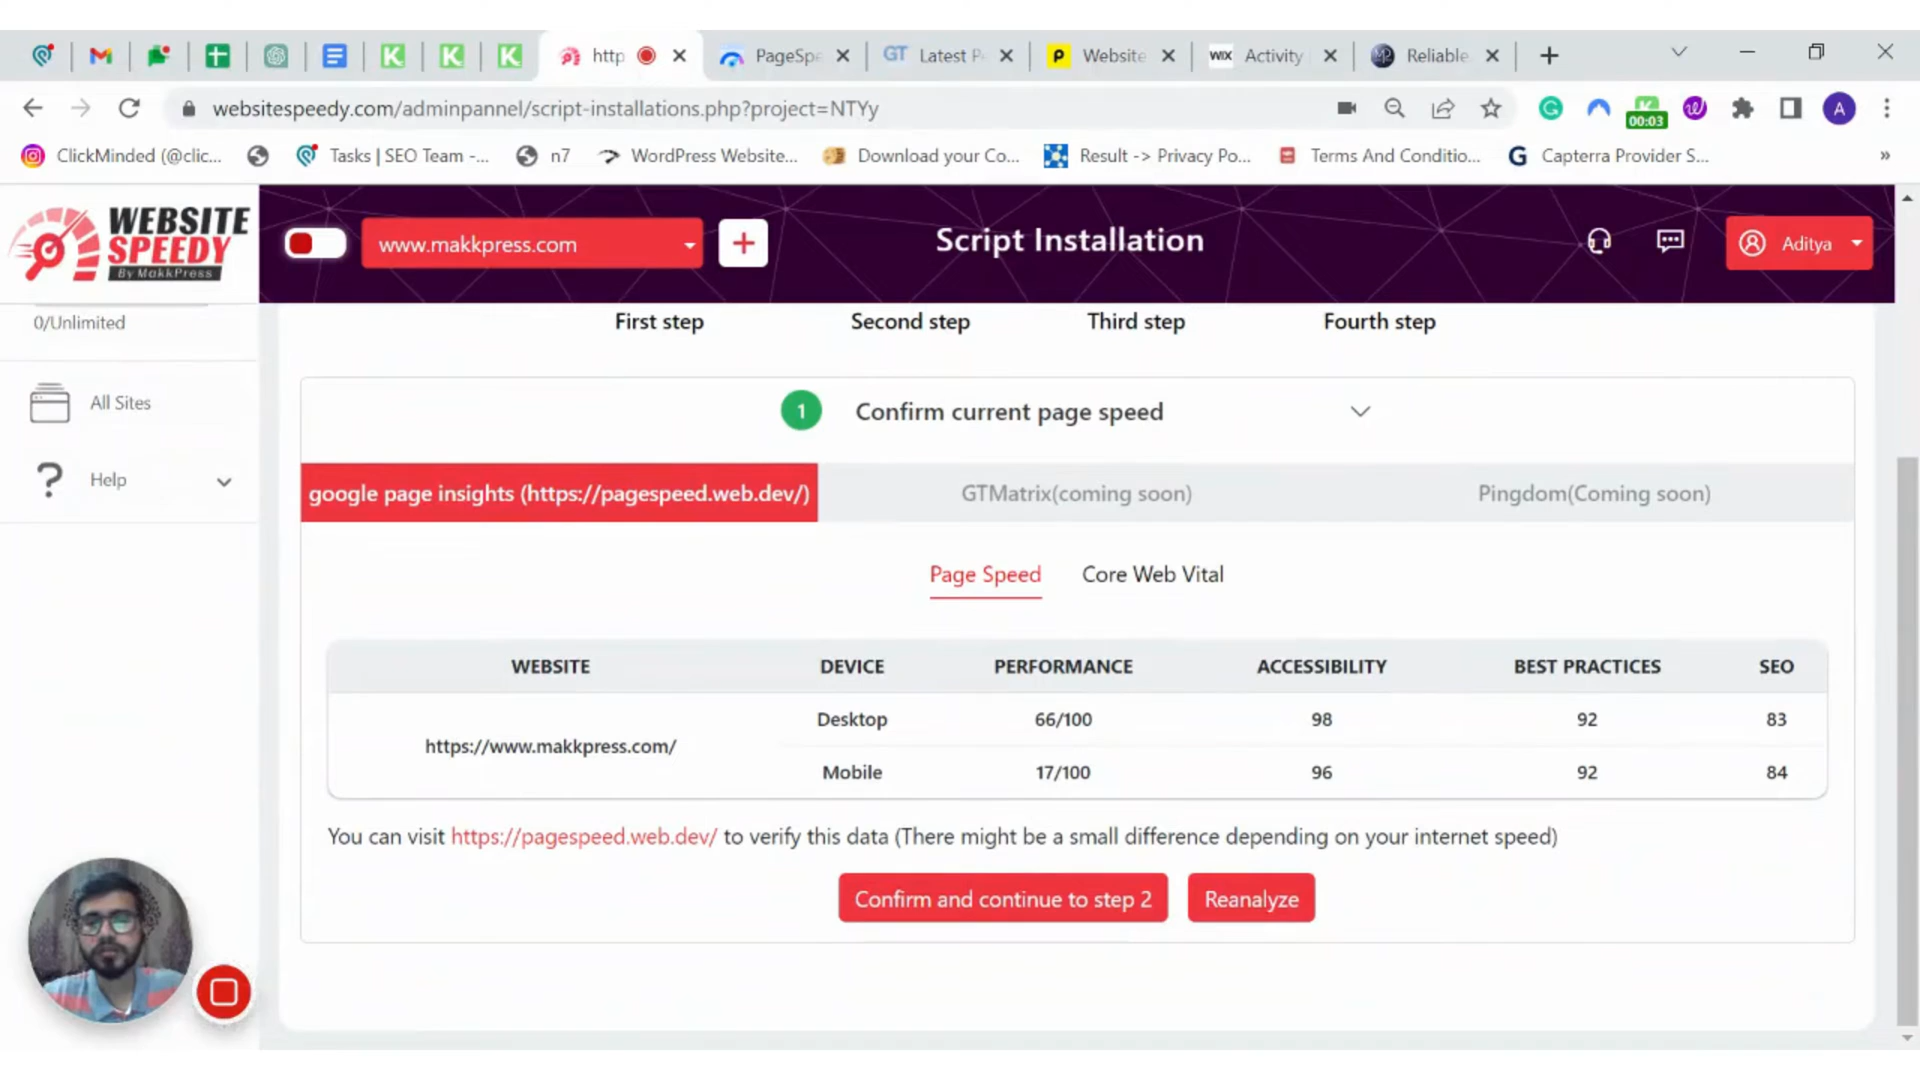 http
PageSpe
GT Latest P
Website
WIX Activity
Reliable
websitespeedy.com/adminpannel/script-installations.php?project=NTYy
00:03
A
ClickMinded (@clic...
Tasks | SEO Team -...
n7
WordPress Website...
Download your Co...
Result -> Privacy Po...
Terms And Conditio...
G Capterra Provider S...
»
WEBSITE
SPEEDY
By MakkPress
www.makkpress.com
+
Script Installation
Aditya
0/Unlimited
First step
Second step
Third step
Fourth step
All Sites
? Help
1 Confirm current page speed
google page insights (https://pagespeed.web.dev/)
GTMatrix(coming soon)
Pingdom(Coming soon)
Page Speed
Core Web Vital
WEBSITE DEVICE PERFORMANCE ACCESSIBILITY BEST PRACTICES SEO
Desktop 66/100 98 92 83
https://www.makkpress.com/
Mobile 17/100 96 92 84
You can visit https://pagespeed.web.dev/ to verify this data (There might be a small difference depending on your internet speed)
Confirm and continue to step 2
Reanalyze